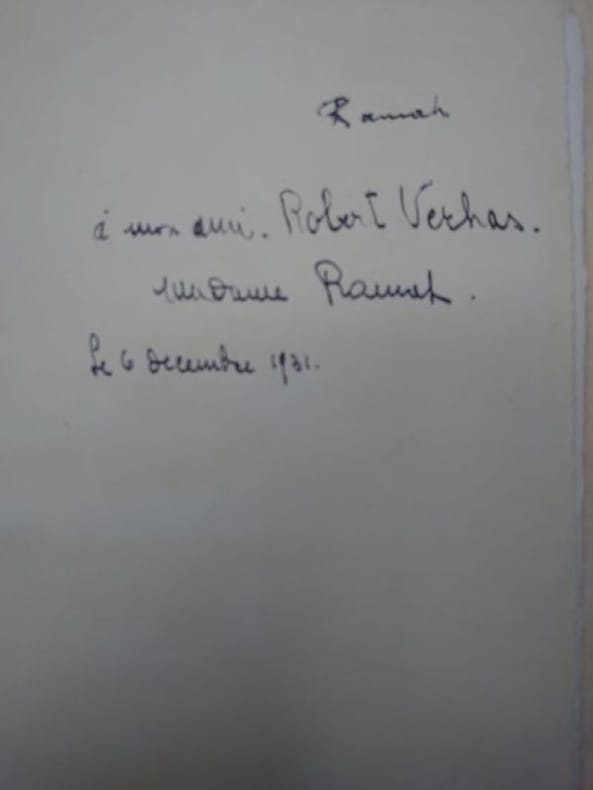 Ramah
à mon ami. Robert Verhas.
madame Ramah.
Le 6 decembre 1931.